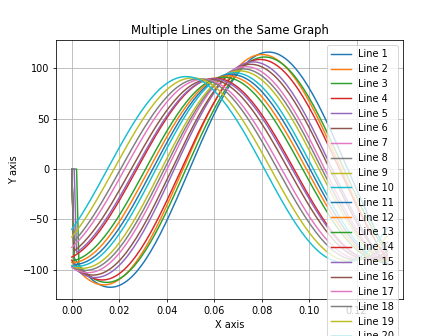 Multiple Lines on the Same Graph
Y axis
100
50
0
−50
−100
0.00
0.02
0.04
0.06
0.08
0.10
X axis
Line 1
Line 2
Line 3
Line 4
Line 5
Line 6
Line 7
Line 8
Line 9
Line 10
Line 11
Line 12
Line 13
Line 14
Line 15
Line 16
Line 17
Line 18
Line 19
Line 20